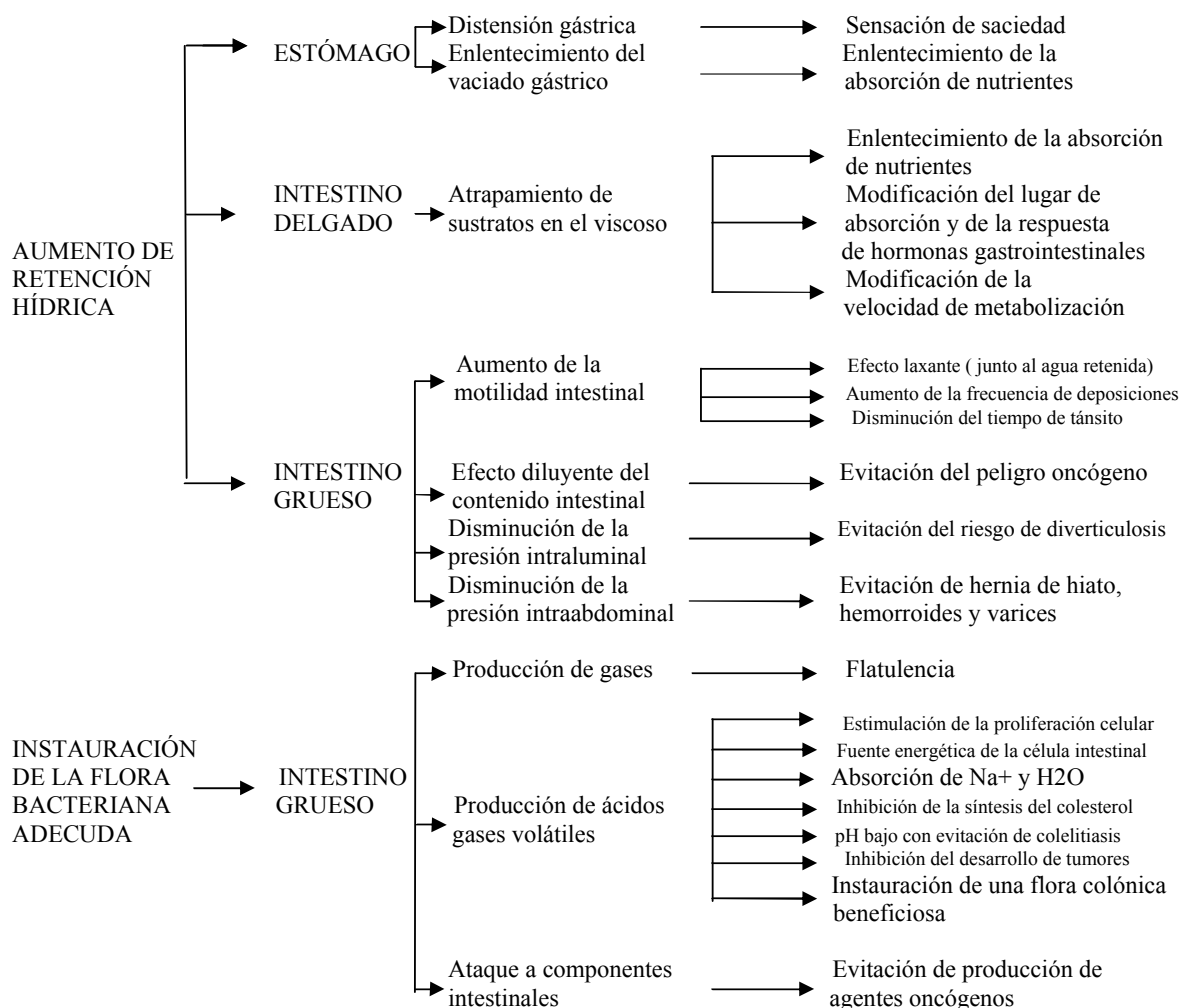 AUMENTO DE
RETENCIÓN
HÍDRICA
ESTÓMAGO
Distensión gástrica
Sensación de saciedad
Enlentecimiento del
vaciado gástrico
Enlentecimiento de la
absorción de nutrientes
INTESTINO
DELGADO
Atrapamiento de
sustratos en el viscoso
Enlentecimiento de la absorción
de nutrientes
Modificación del lugar de
absorción y de la respuesta
de hormonas gastrointestinales
Modificación de la
velocidad de metabolización
INTESTINO
GRUESO
Aumento de la
motilidad intestinal
Efecto laxante ( junto al agua retenida)
Aumento de la frecuencia de deposiciones
Disminución del tiempo de tánsito
Efecto diluyente del
contenido intestinal
Evitación del peligro oncógeno
Disminución de la
presión intraluminal
Evitación del riesgo de diverticulosis
Disminución de la
presión intraabdominal
Evitación de hernia de hiato,
hemorroides y varices
INSTAURACIÓN
DE LA FLORA
BACTERIANA
ADECUDA
INTESTINO
GRUESO
Producción de gases
Flatulencia
Producción de ácidos
gases volátiles
Estimulación de la proliferación celular
Fuente energética de la célula intestinal
Absorción de Na+ y H2O
Inhibición de la síntesis del colesterol
pH bajo con evitación de colelitiasis
Inhibición del desarrollo de tumores
Instauración de una flora colónica
beneficiosa
Ataque a componentes
intestinales
Evitación de producción de
agentes oncógenos